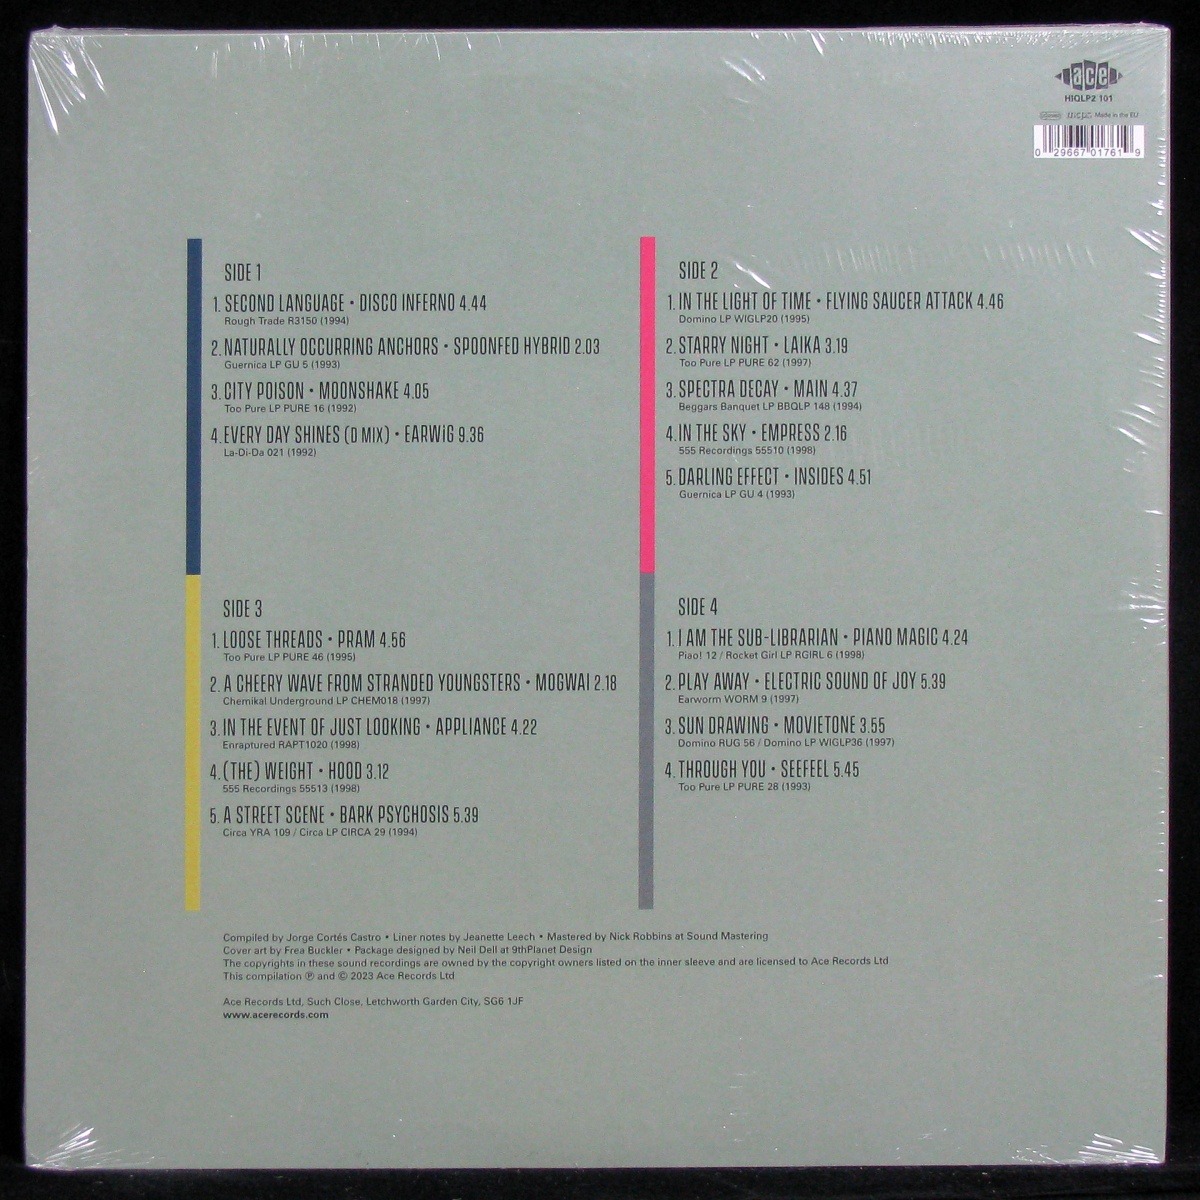 ace
HIQLP2 101
mcps Made in the EU
0 29667 01761 9
SIDE 1
1. SECOND LANGUAGE • DISCO INFERNO 4.44
Rough Trade R3150 (1994)
2. NATURALLY OCCURRING ANCHORS • SPOONFED HYBRID 2.03
Guernica LP GU 5 (1993)
3. CITY POISON • MOONSHAKE 4.05
Too Pure LP PURE 16 (1992)
4. EVERY DAY SHINES (D MIX) • EARWiG 9.36
La-Di-Da 021 (1992)
SIDE 2
1. IN THE LIGHT OF TIME • FLYING SAUCER ATTACK 4.46
Domino LP WIGLP20 (1995)
2. STARRY NIGHT • LAIKA 3.19
Too Pure LP PURE 62 (1997)
3. SPECTRA DECAY • MAIN 4.37
Beggars Banquet LP BBQLP 148 (1994)
4. IN THE SKY • EMPRESS 2.16
555 Recordings 55510 (1998)
5. DARLING EFFECT • INSIDES 4.51
Guernica LP GU 4 (1993)
SIDE 3
1. LOOSE THREADS • PRAM 4.56
Too Pure LP PURE 46 (1995)
2. A CHEERY WAVE FROM STRANDED YOUNGSTERS • MOGWAI 2.18
Chemikal Underground LP CHEM018 (1997)
3. IN THE EVENT OF JUST LOOKING • APPLIANCE 4.22
Enraptured RAPT1020 (1998)
4. (THE) WEIGHT • HOOD 3.12
555 Recordings 55513 (1998)
5. A STREET SCENE • BARK PSYCHOSIS 5.39
Circa YRA 109 / Circa LP CIRCA 29 (1994)
SIDE 4
1. I AM THE SUB-LIBRARIAN • PIANO MAGIC 4.24
Piao! 12 / Rocket Girl LP RGIRL 6 (1998)
2. PLAY AWAY • ELECTRIC SOUND OF JOY 5.39
Earworm WORM 9 (1997)
3. SUN DRAWING • MOVIETONE 3.55
Domino RUG 56 / Domino LP WIGLP36 (1997)
4. THROUGH YOU • SEEFEEL 5.45
Too Pure LP PURE 28 (1993)
Compiled by Jorge Cortés Castro • Liner notes by Jeanette Leech • Mastered by Nick Robbins at Sound Mastering
Cover art by Frea Buckler • Package designed by Neil Dell at 9thPlanet Design
The copyrights in these sound recordings are owned by the copyright owners listed on the inner sleeve and are licensed to Ace Records Ltd
This compilation ℗ and © 2023 Ace Records Ltd
Ace Records Ltd, Such Close, Letchworth Garden City, SG6 1JF
www.acerecords.com